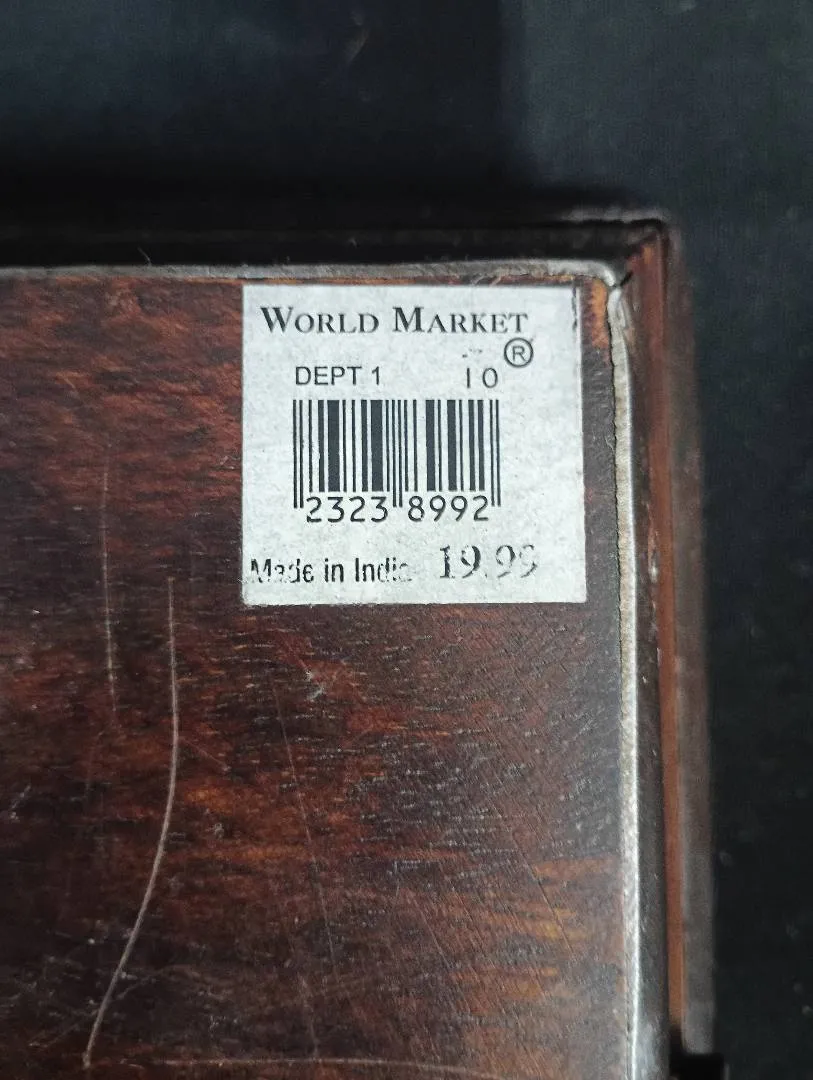 WORLD MARKET
®
DEPT 1 10
2323 8992
Made in India 19.99